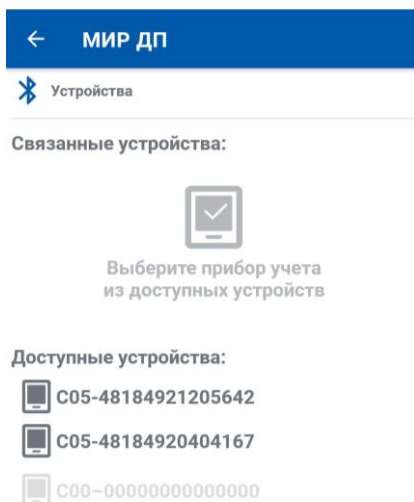 МИР ДП
Устройства
Связанные устройства:
Выберите прибор учета
из доступных устройств
Доступные устройства:
C05-48184921205642
C05-48184920404167
C00-00000000000000